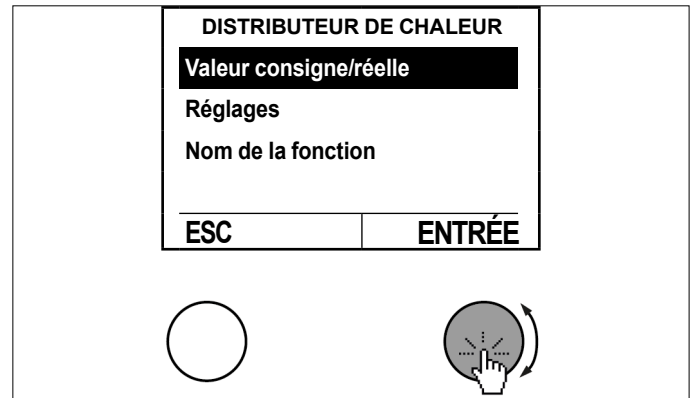 DISTRIBUTEUR DE CHALEUR
Valeur consigne/réelle
Réglages
Nom de la fonction
ESC ENTRÉE